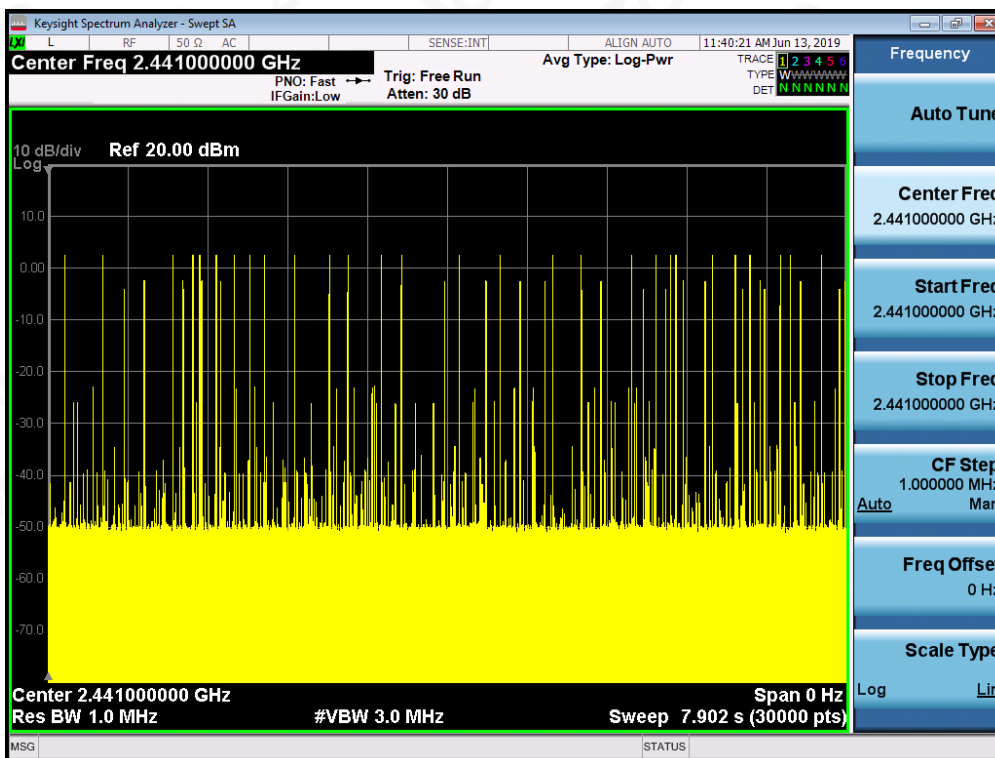 Keysight Spectrum Analyzer - Swept SA
LXI L RF 50 Ω AC SENSE:INT ALIGN AUTO 11:40:21 AM Jun 13, 2019
Center Freq 2.441000000 GHz
PNO: Fast
IFGain:Low
Trig: Free Run
Atten: 30 dB
Avg Type: Log-Pwr
TRACE 1 2 3 4 5 6
TYPE WWWWWW
DET N N N N N N
10 dB/div Ref 20.00 dBm
Log
10.0
0.00
-10.0
-20.0
-30.0
-40.0
-50.0
-60.0
-70.0
Center 2.441000000 GHz Span 0 Hz
Res BW 1.0 MHz #VBW 3.0 MHz Sweep 7.902 s (30000 pts)
MSG STATUS
Frequency
Auto Tune
Center Freq
2.441000000 GHz
Start Freq
2.441000000 GHz
Stop Freq
2.441000000 GHz
CF Step
1.000000 MHz
Auto Man
Freq Offset
0 Hz
Scale Type
Log Lin